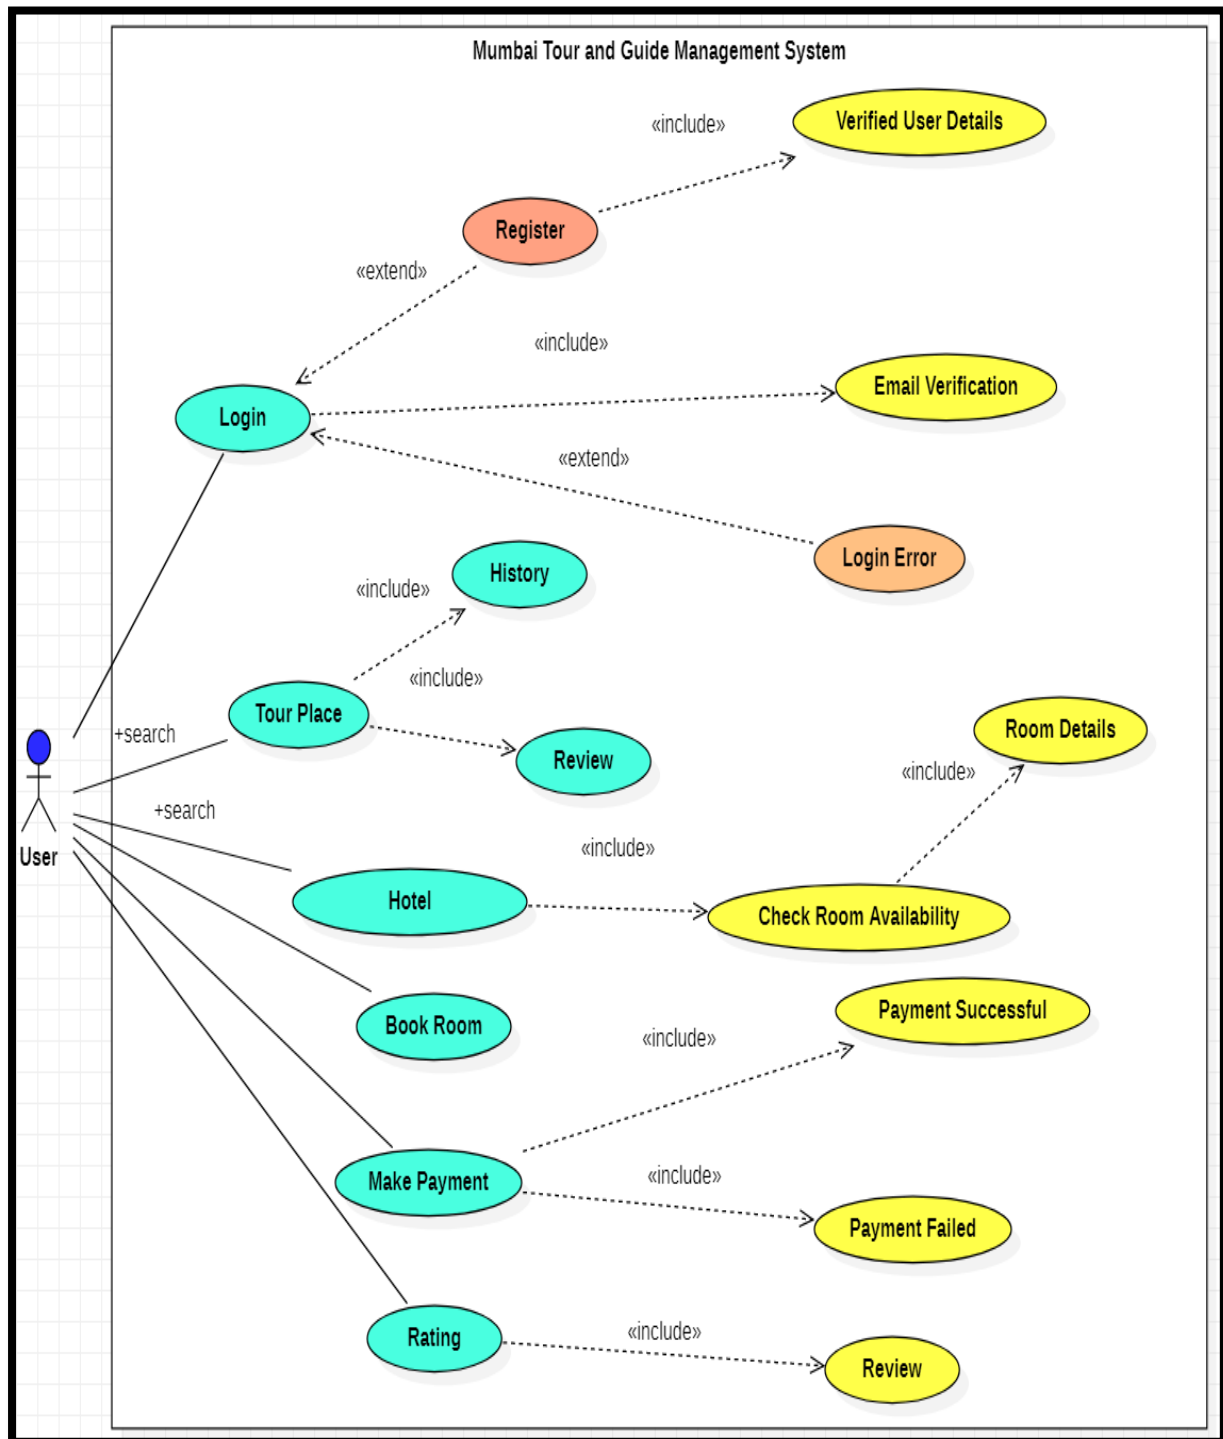 Mumbai Tour and Guide Management System
«include»
Verified User Details
Register
«extend»
«include»
Email Verification
Login
«extend»
Login Error
History
«include»
«include»
Tour Place
Room Details
+search
Review
«include»
+search
«include»
User
Hotel
Check Room Availability
Payment Successful
Book Room
«include»
«include»
Make Payment
Payment Failed
«include»
Rating
Review